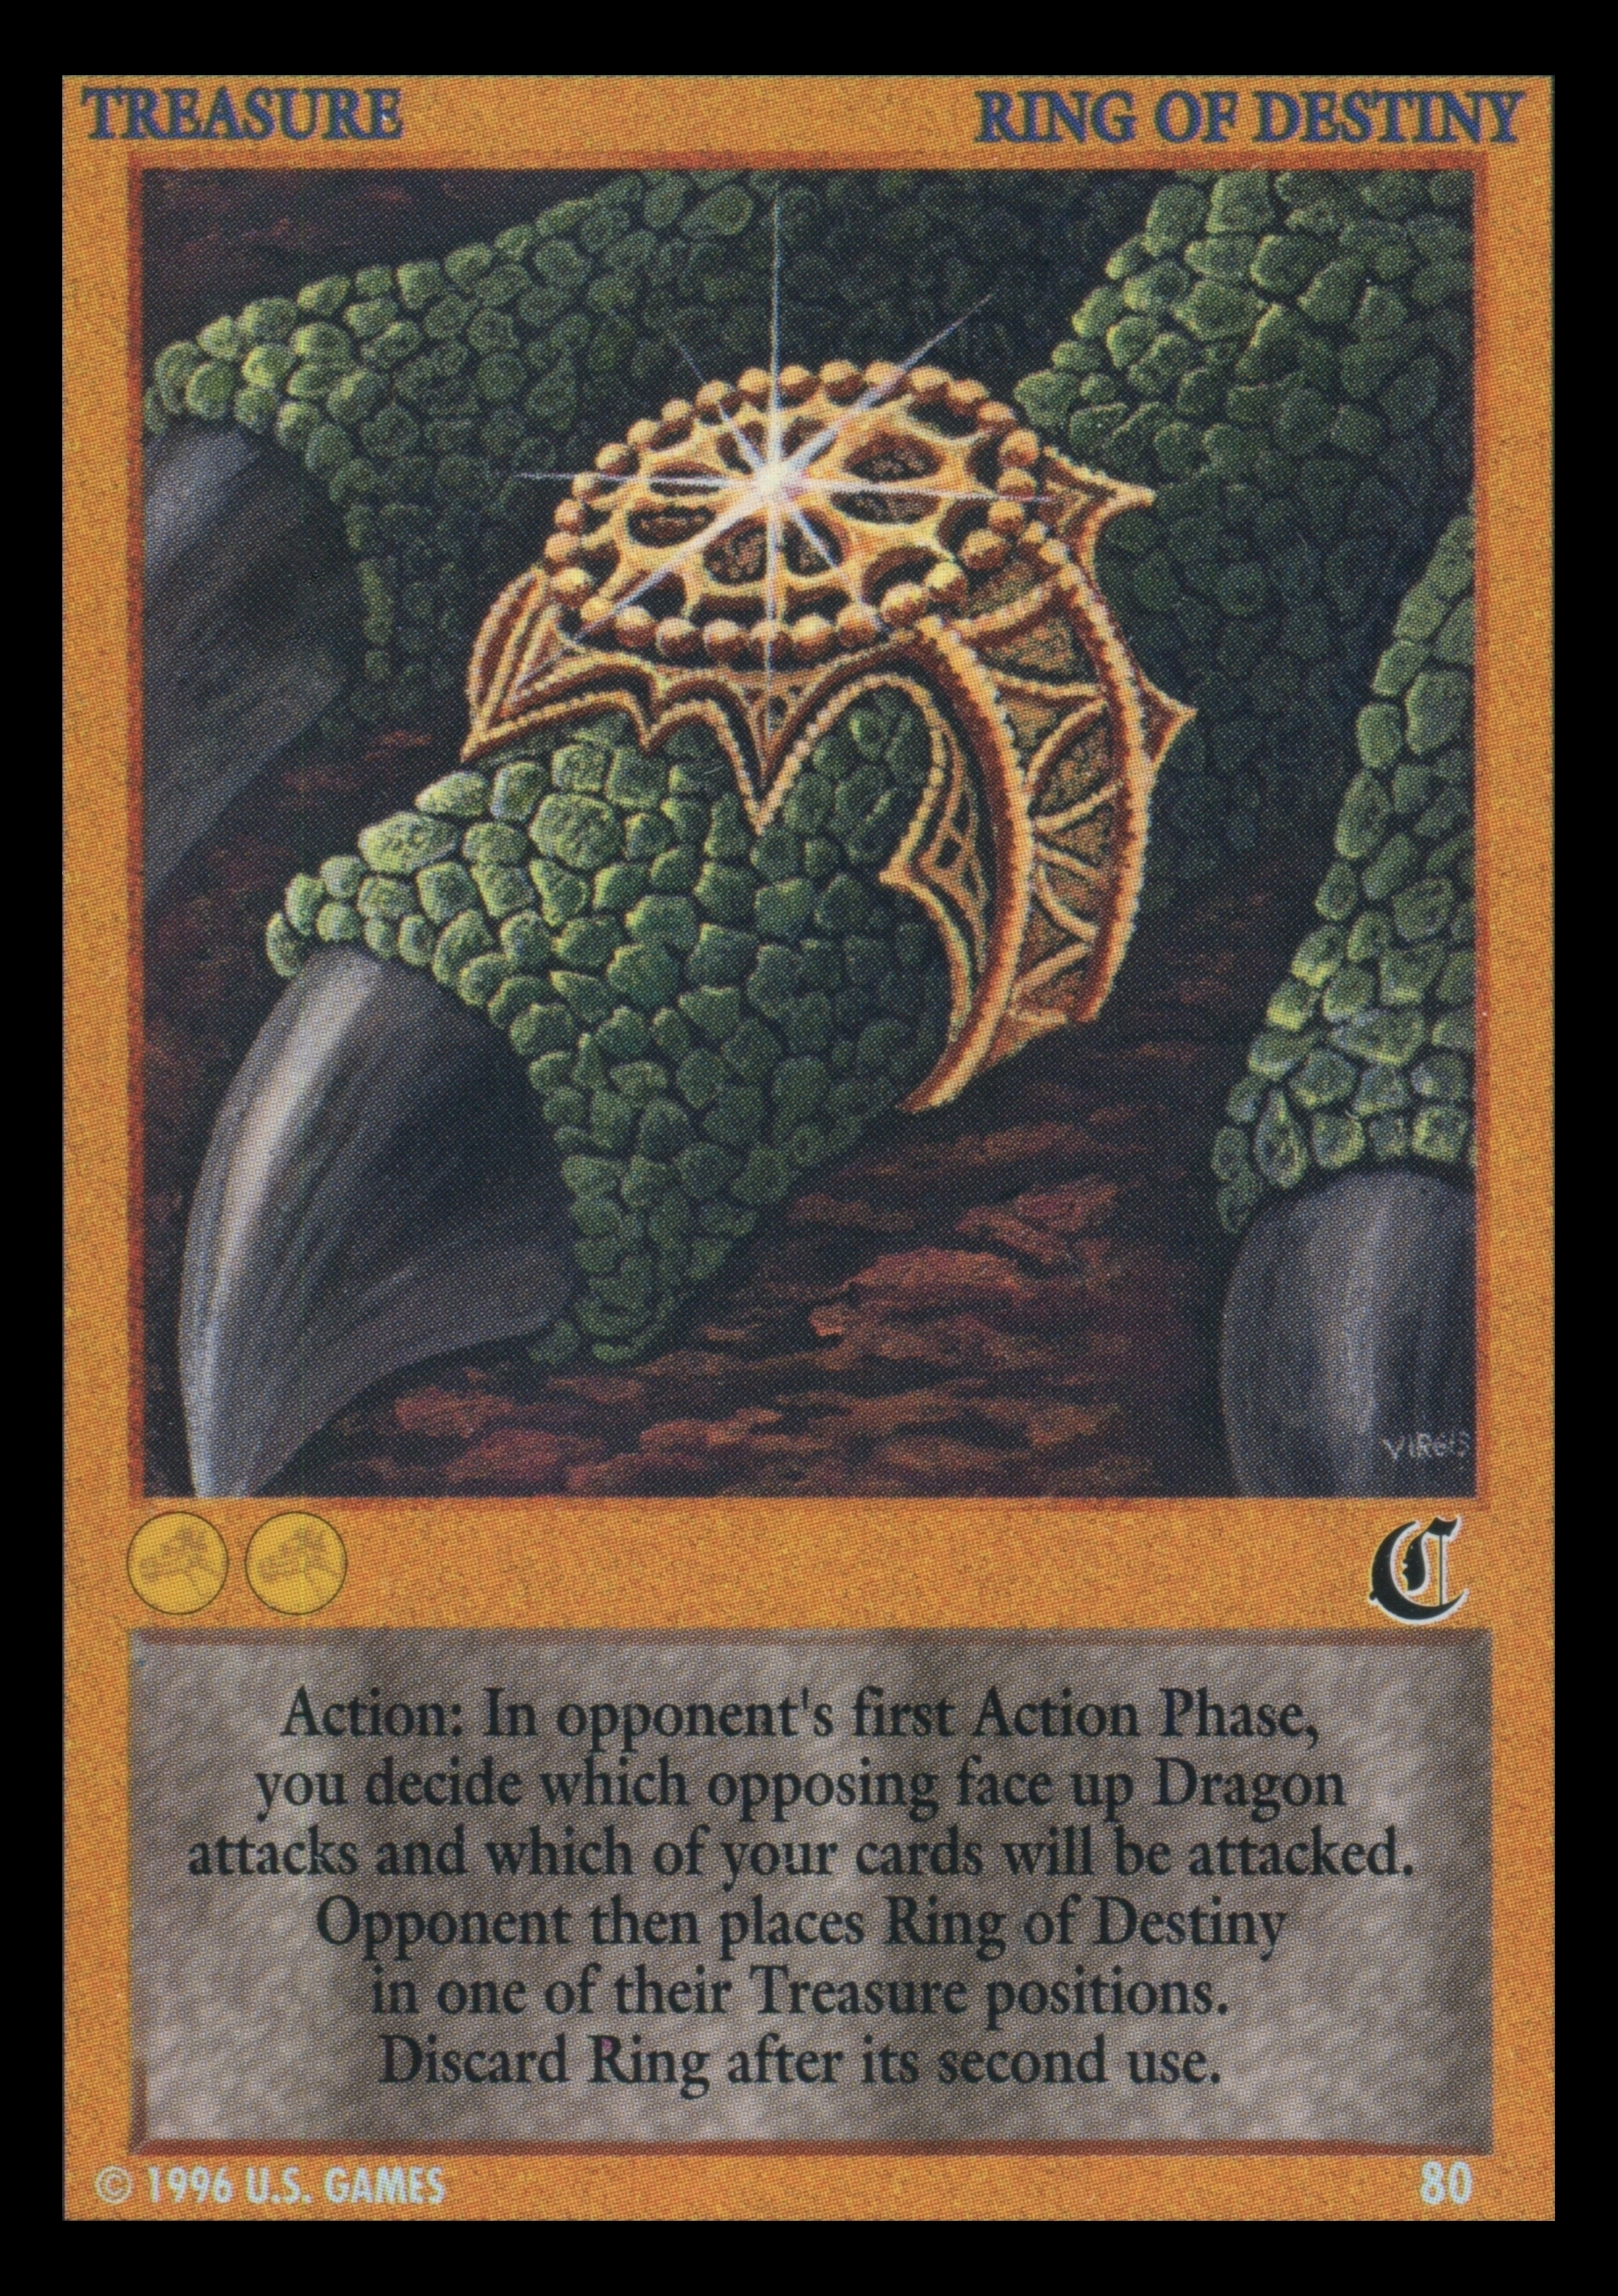 TREASURE
RING OF DESTINY
VIRGIS
C
Action: In opponent's first Action Phase,
you decide which opposing face up Dragon
attacks and which of your cards will be attacked.
Opponent then places Ring of Destiny
in one of their Treasure positions.
Discard Ring after its second use.
© 1996 U.S. GAMES
80